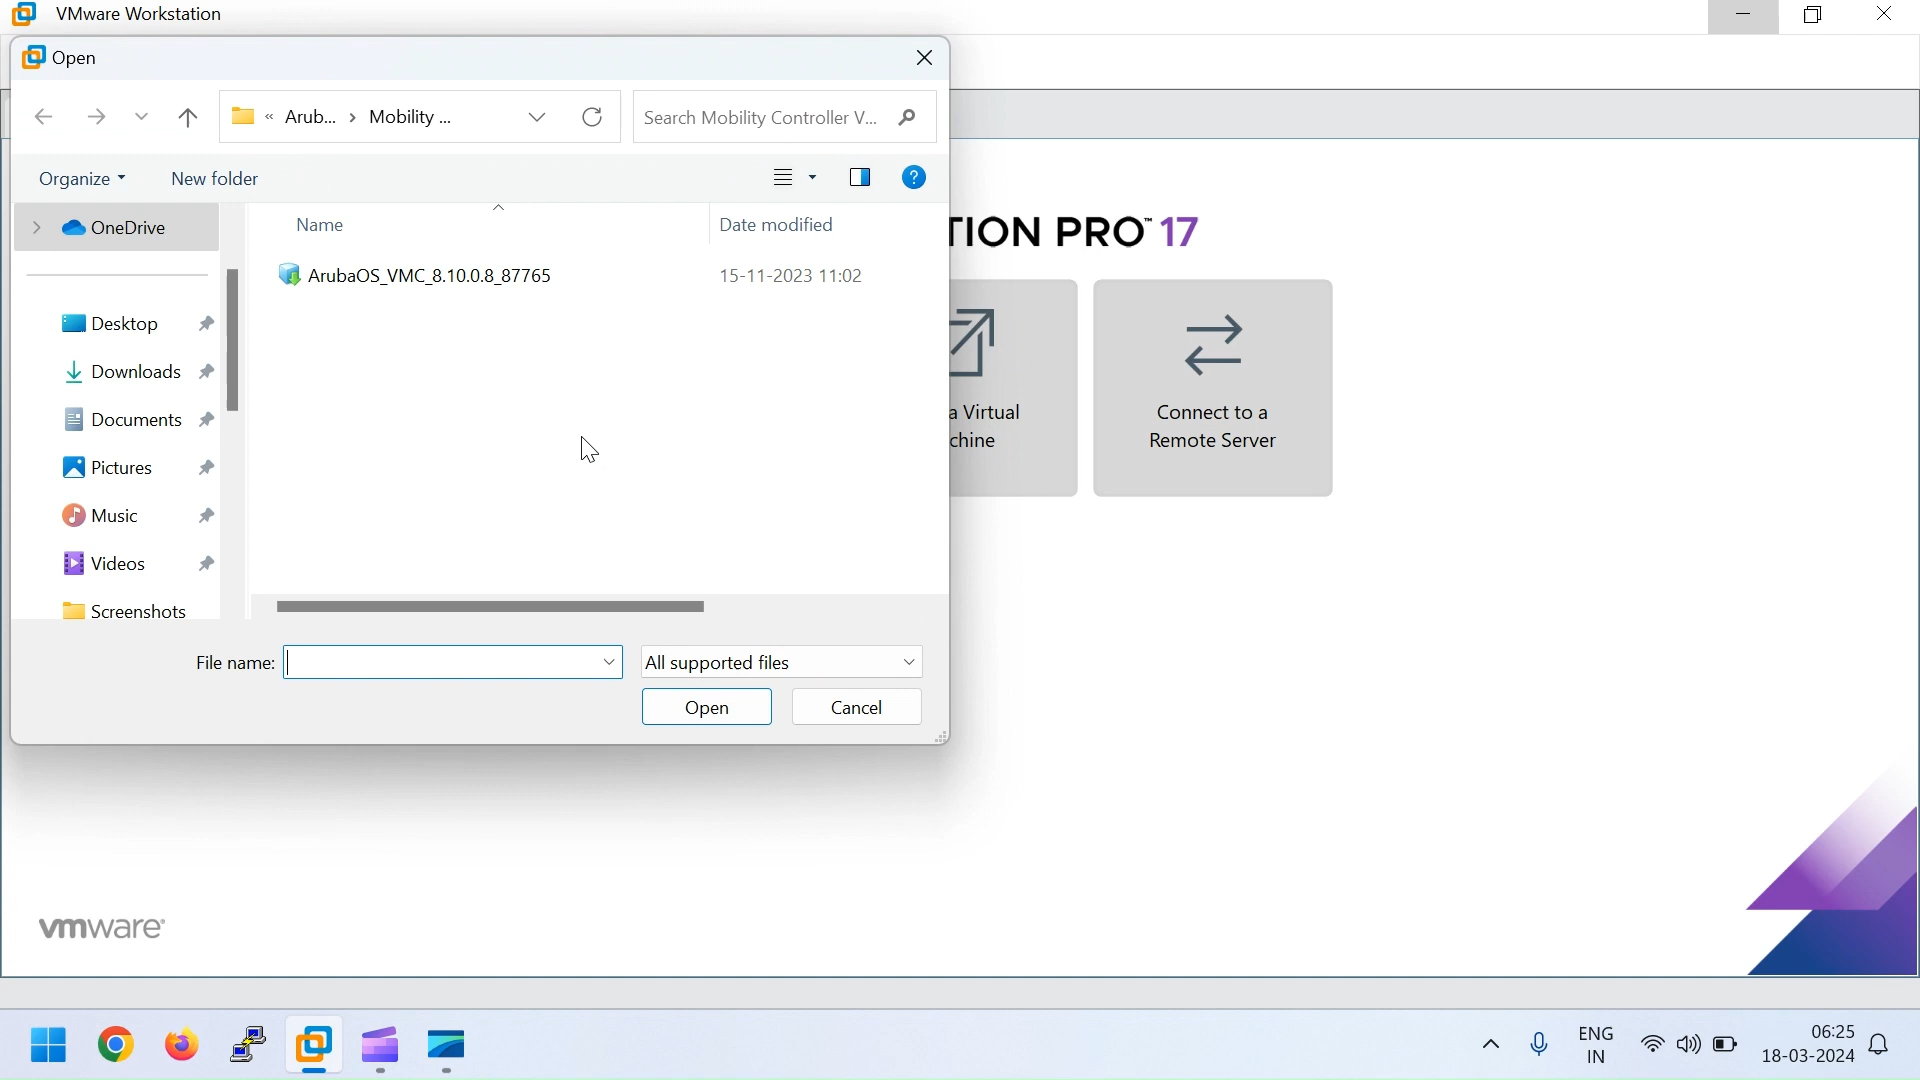 VMware Workstation
Open
« Arub... › Mobility ...
Search Mobility Controller V...
Organize
New folder
OneDrive
Name
Date modified
TION PRO™ 17
ArubaOS_VMC_8.10.0.8_87765
15-11-2023 11:02
Desktop
Downloads
Documents
Pictures
Music
Videos
Screenshots
a Virtual
chine
Connect to a
Remote Server
File name:
All supported files
Open
Cancel
vmware®
ENG
IN
06:25
18-03-2024